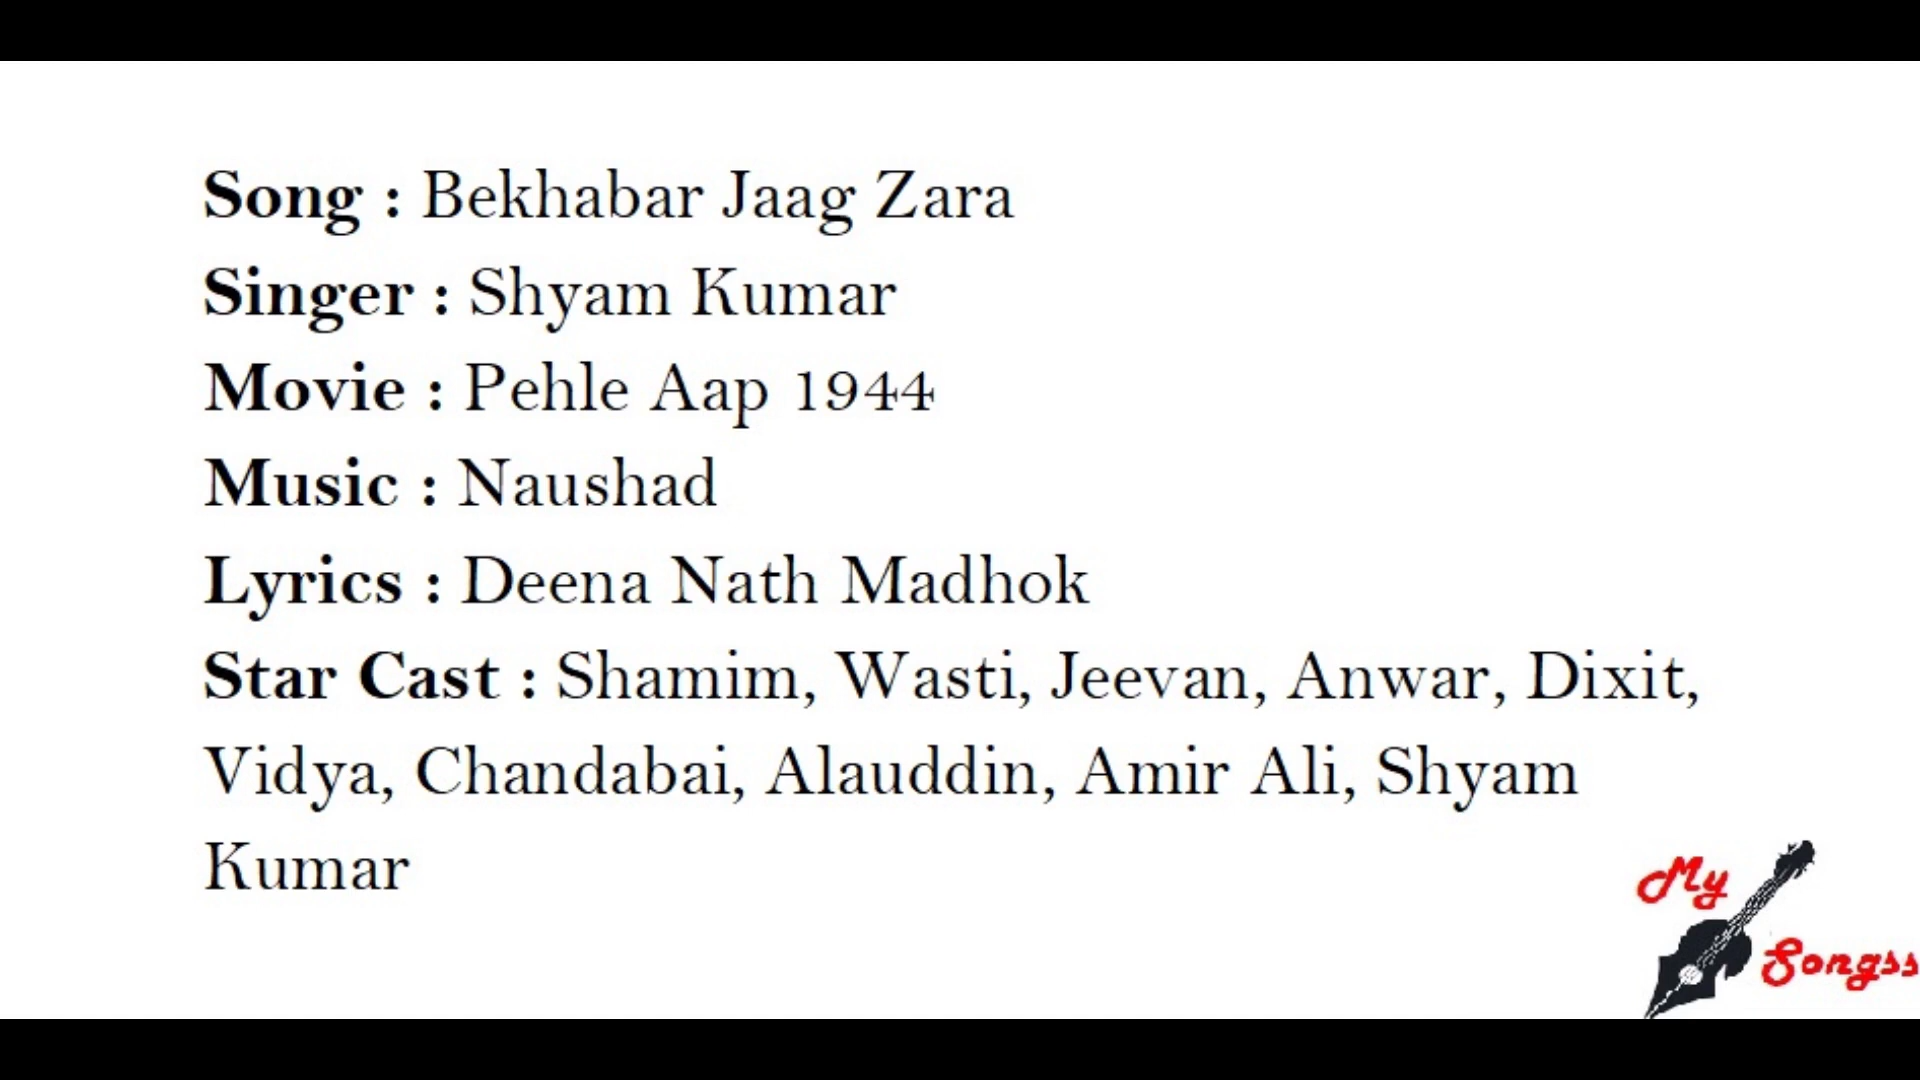 Song : Bekhabar Jaag Zara
Singer : Shyam Kumar
Movie : Pehle Aap 1944
Music : Naushad
Lyrics : Deena Nath Madhok
Star Cast : Shamim, Wasti, Jeevan, Anwar, Dixit,
Vidya, Chandabai, Alauddin, Amir Ali, Shyam
Kumar
My
Songss